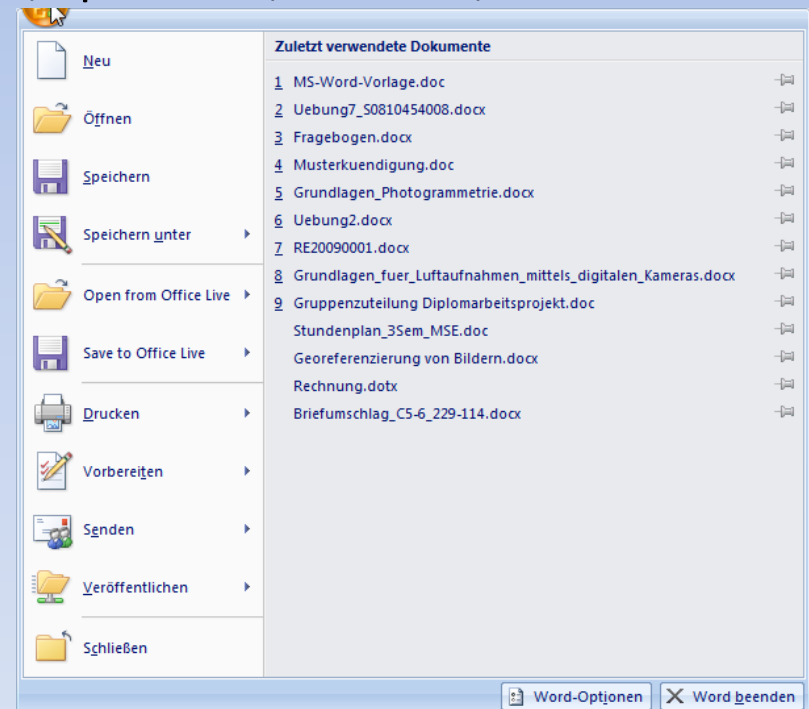 Neu
Öffnen
Speichern
Speichern unter
Open from Office Live
Save to Office Live
Drucken
Vorbereiten
Senden
Veröffentlichen
Schließen
Zuletzt verwendete Dokumente
1 MS-Word-Vorlage.doc
2 Uebung7_S0810454008.docx
3 Fragebogen.docx
4 Musterkuendigung.doc
5 Grundlagen_Photogrammetrie.docx
6 Uebung2.docx
7 RE20090001.docx
8 Grundlagen_fuer_Luftaufnahmen_mittels_digitalen_Kameras.docx
9 Gruppenzuteilung Diplomarbeitsprojekt.doc
Stundenplan_3Sem_MSE.doc
Georeferenzierung von Bildern.docx
Rechnung.dotx
Briefumschlag_C5-6_229-114.docx
Word-Optionen
Word beenden